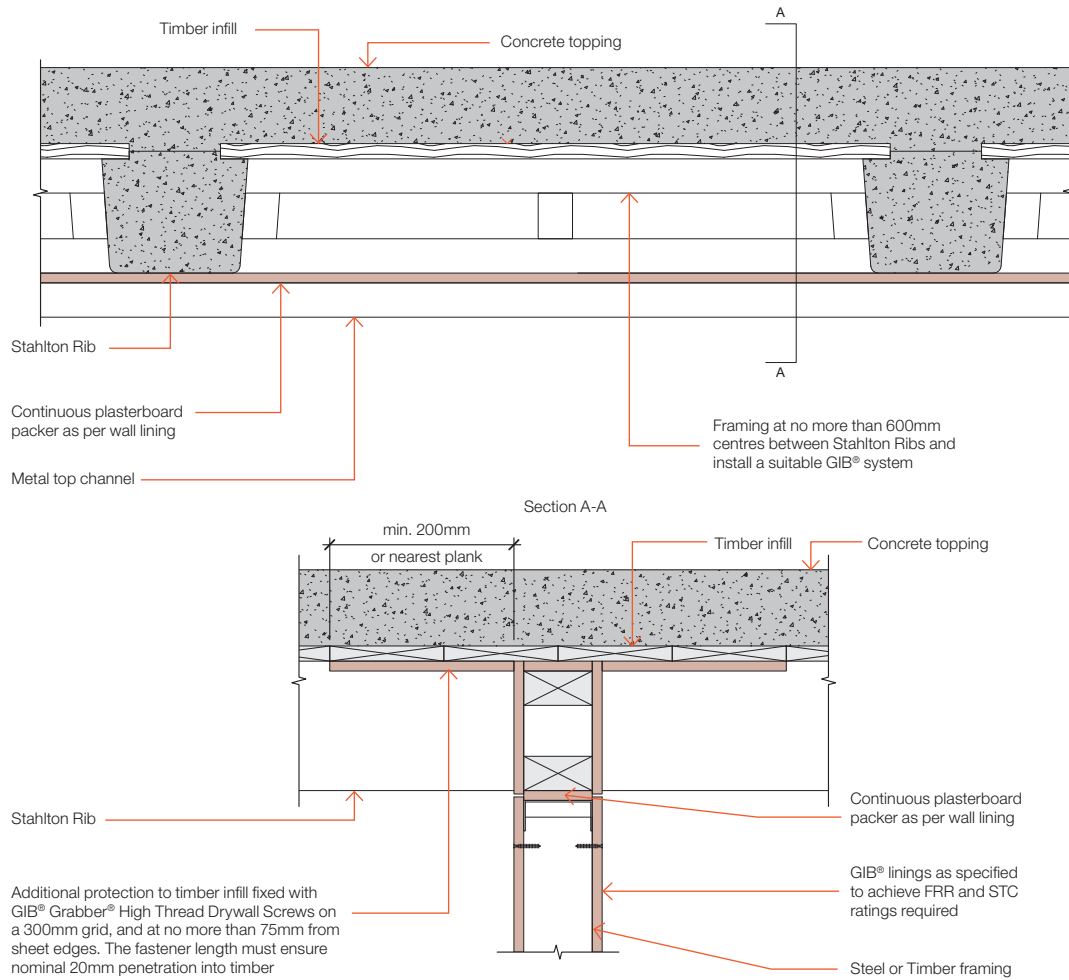 A
Timber infill
Concrete topping
Stahlton Rib
A
Continuous plasterboard
packer as per wall lining
Framing at no more than 600mm
centres between Stahlton Ribs and
install a suitable GIB® system
Metal top channel
Section A-A
min. 200mm
or nearest plank
Timber infill
Concrete topping
Stahlton Rib
Continuous plasterboard
packer as per wall lining
GIB® linings as specified
to achieve FRR and STC
ratings required
Additional protection to timber infill fixed with
GIB® Grabber® High Thread Drywall Screws on
a 300mm grid, and at no more than 75mm from
sheet edges. The fastener length must ensure
nominal 20mm penetration into timber
Steel or Timber framing